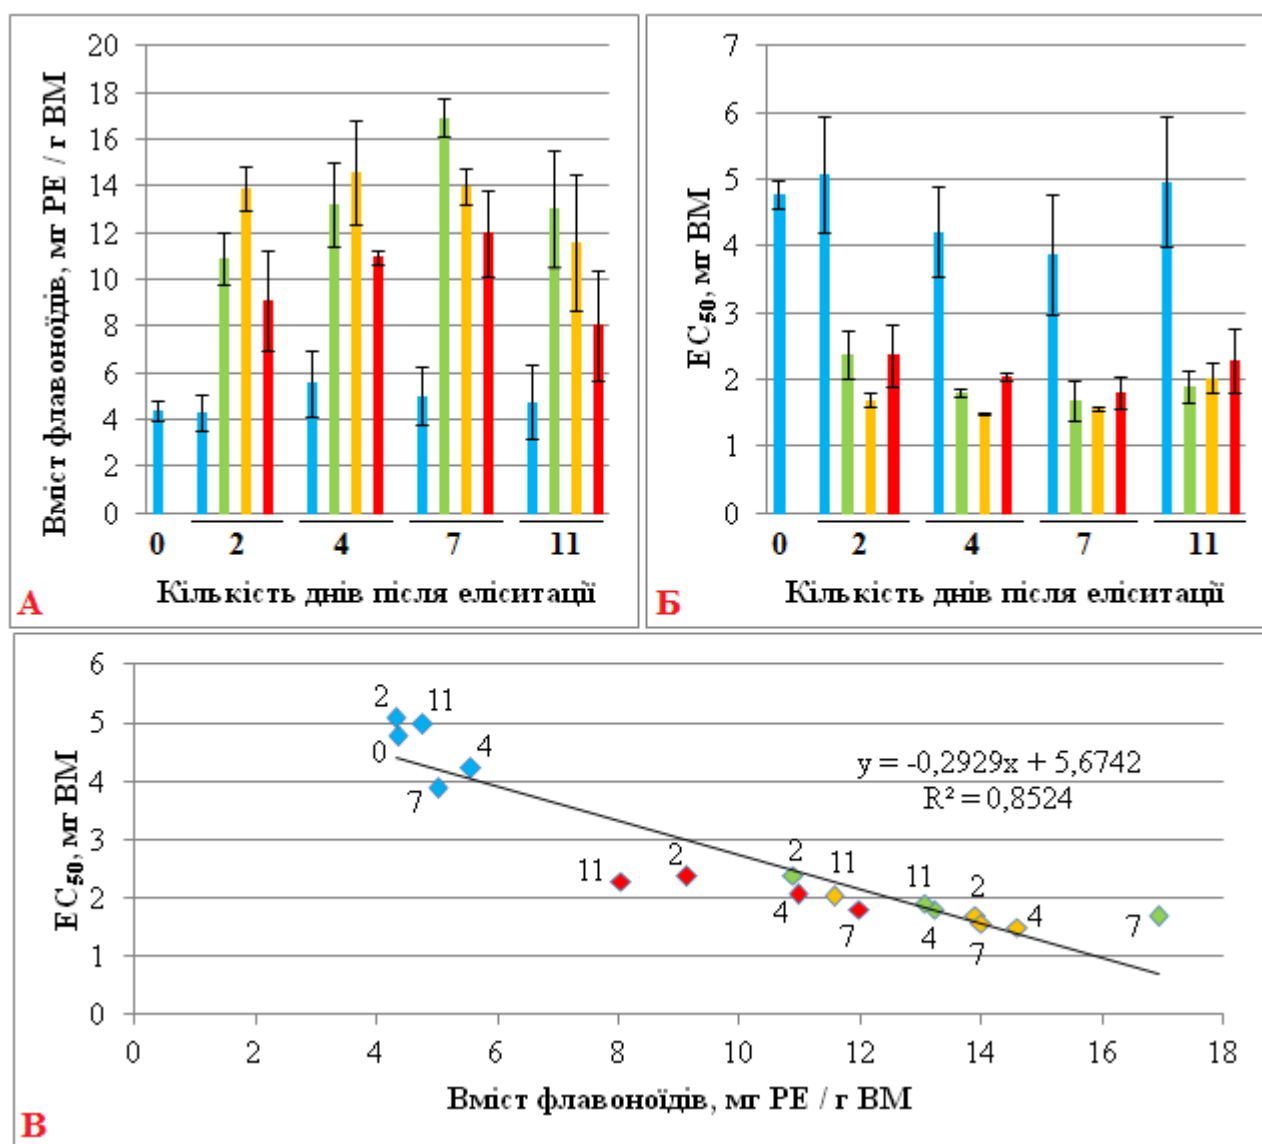 Вміст флавоноїдів, мг РЕ / г ВМ
20
18
16
14
12
10
8
6
4
2
0
0 2 4 7 11
Кількість днів після еліситації
А
EC50, мг ВМ
7
6
5
4
3
2
1
0
0 2 4 7 11
Кількість днів після еліситації
Б
EC50, мг ВМ
6
5
4
3
2
1
0
2 11
0 4
7
y = -0,2929x + 5,6742
R² = 0,8524
11 2 2 11 11 2
4 7 4 7 4 7
0 2 4 6 8 10 12 14 16 18
Вміст флавоноїдів, мг РЕ / г ВМ
В